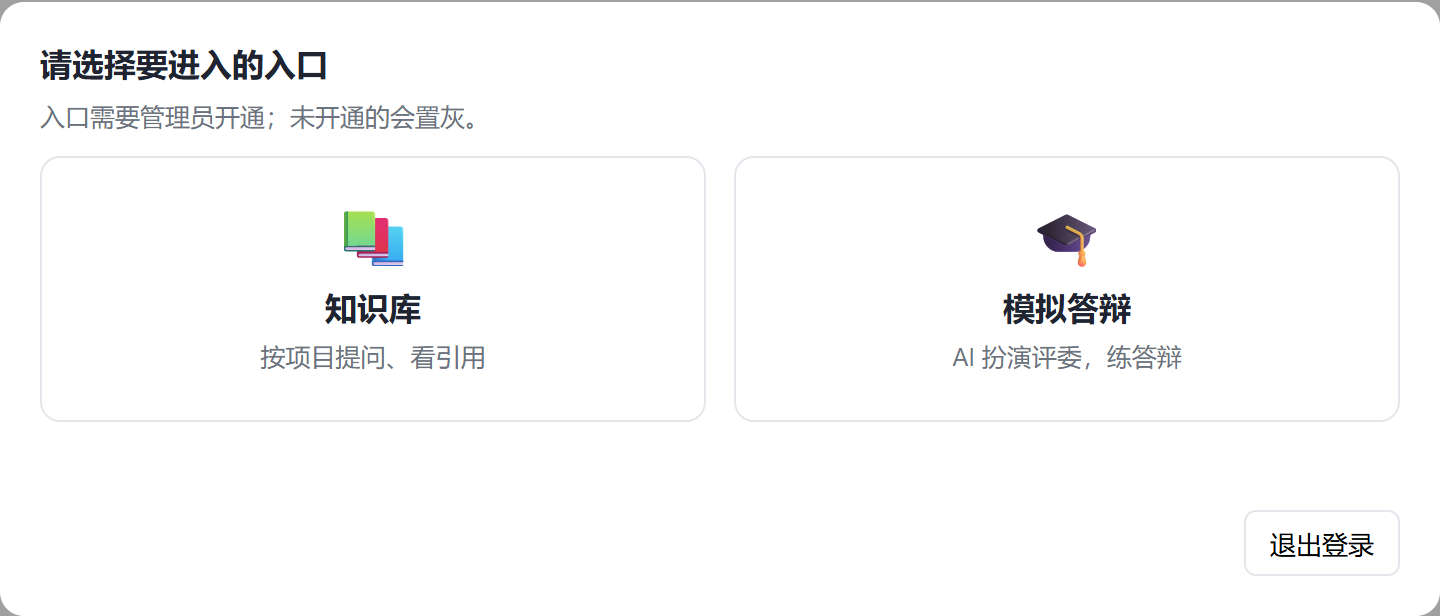 请选择要进入的入口
入口需要管理员开通；未开通的会置灰。
知识库
按项目提问、看引用
模拟答辩
AI 扮演评委，练答辩
退出登录